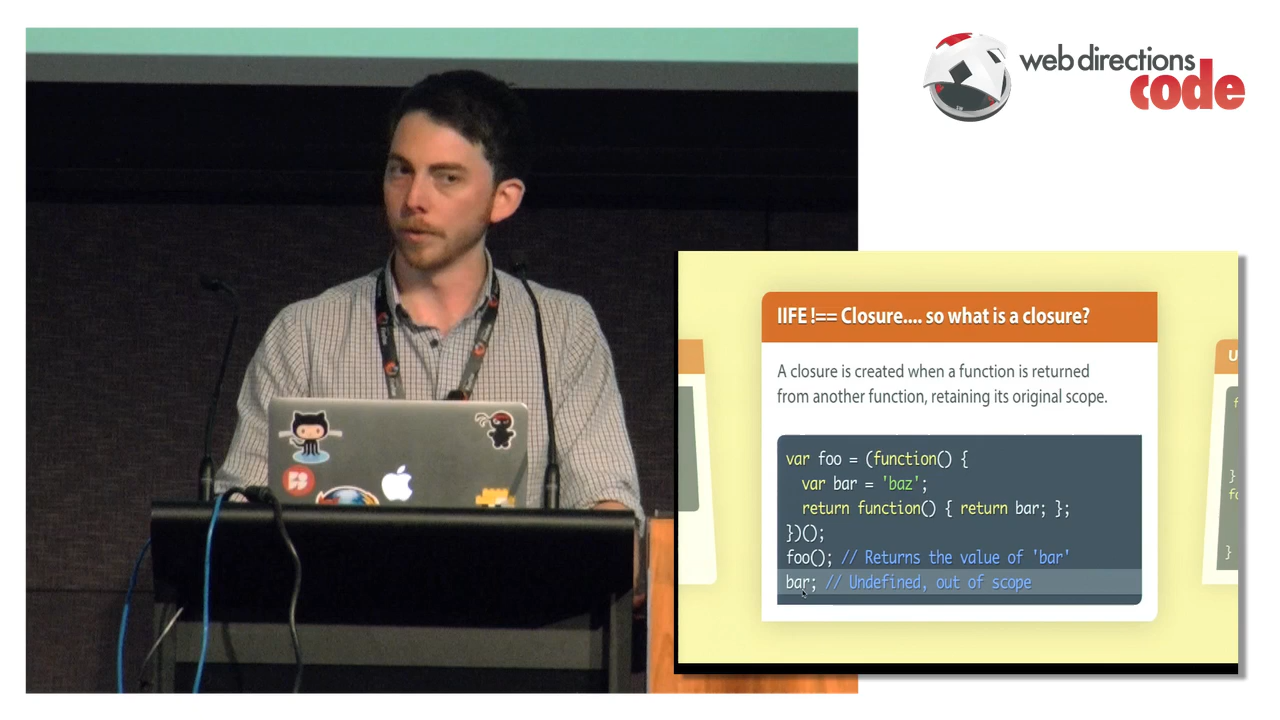 web directions
code
IIFE !== Closure.... so what is a closure?
A closure is created when a function is returned
from another function, retaining its original scope.
var foo = (function() {
var bar = 'baz';
return function() { return bar; };
})();
foo(); // Returns the value of 'bar'
bar; // Undefined, out of scope